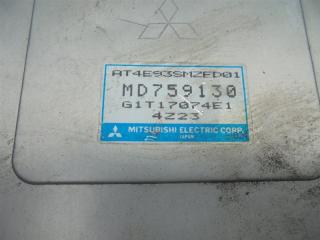 AT4E93SMZED01
MD759130
G1T17074E1
4Z23
MITSUBISHI ELECTRIC CORP.
JAPAN